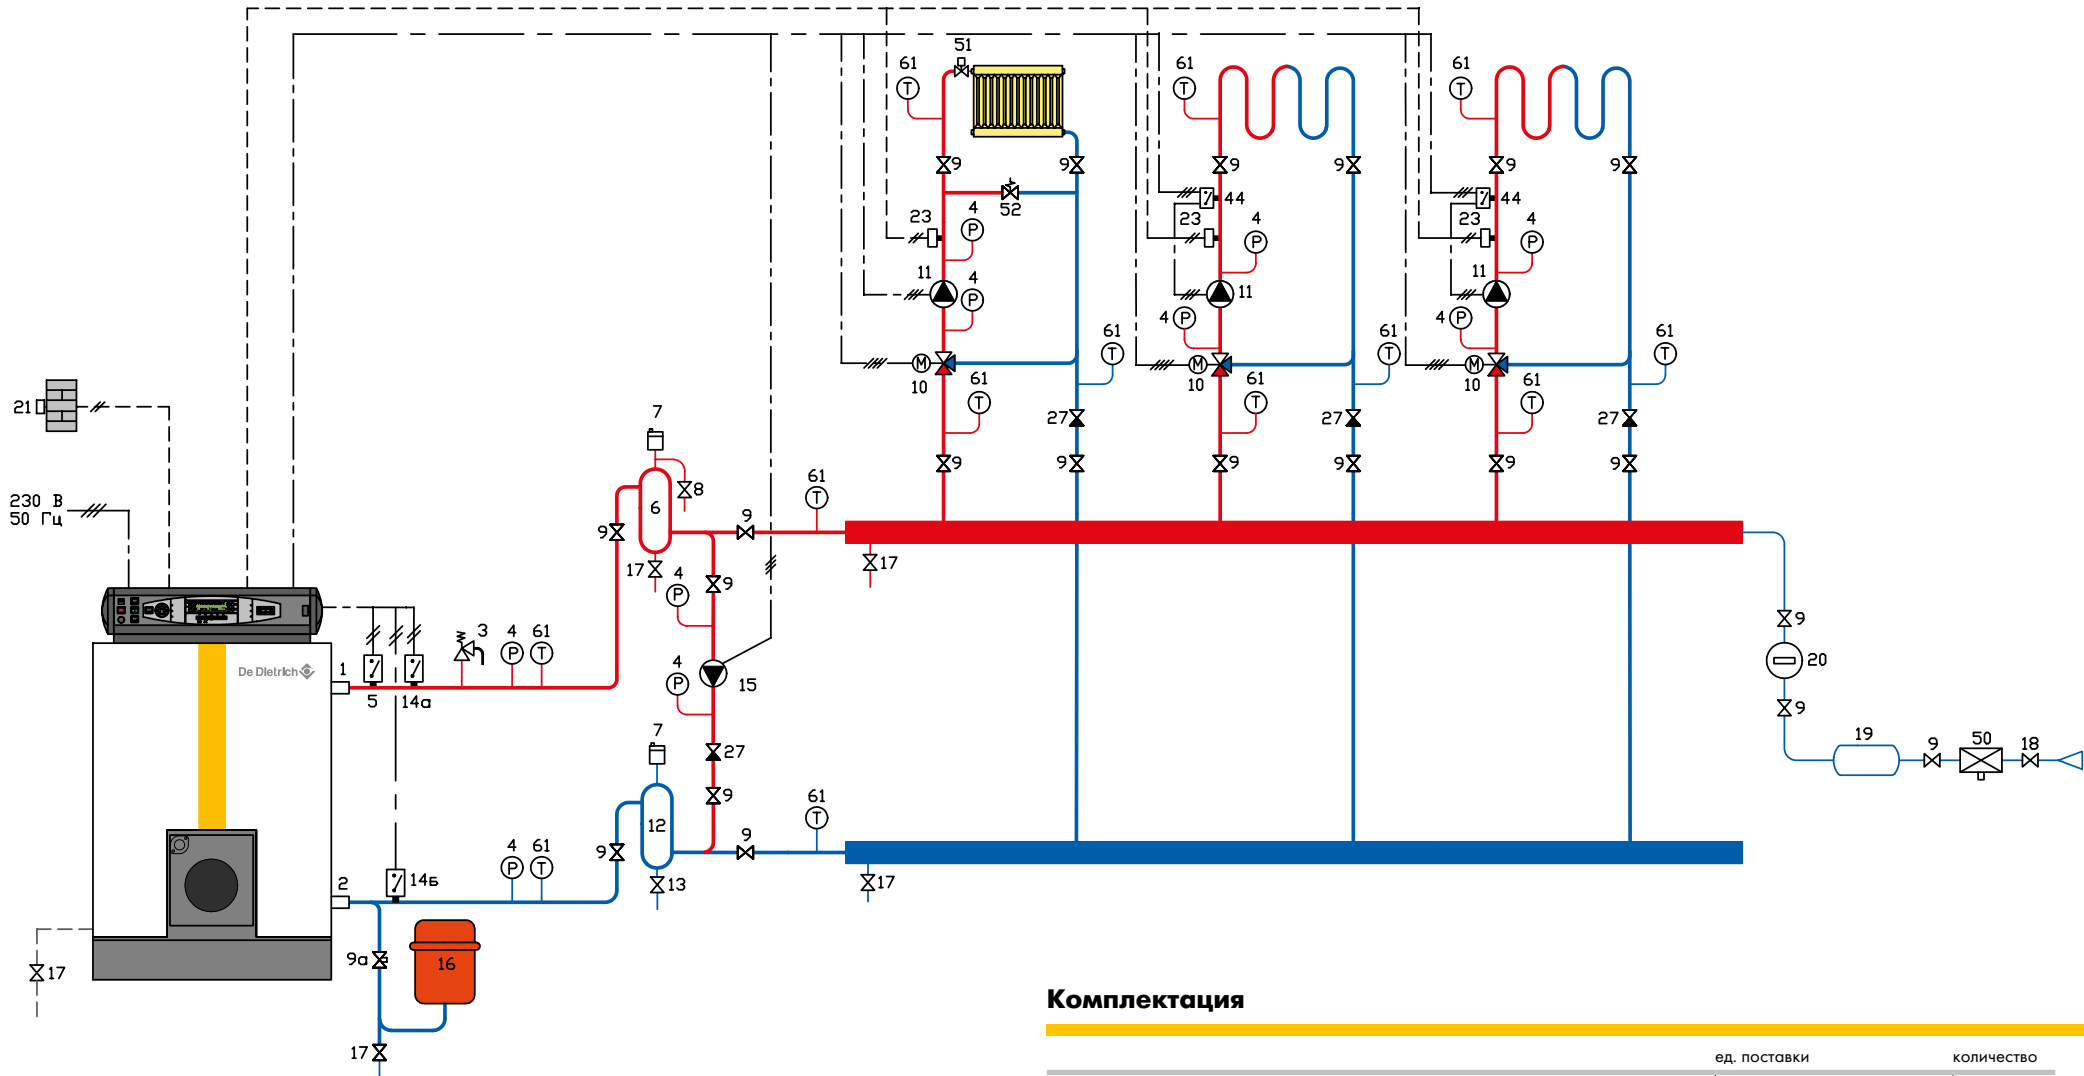 51
61 T
61 T
61 T
9 9 9 9 9 9
52
44 44
23 4 P
23 4 P
23 4 P
11 4 P
11
11
4 P
4 P
M 10
M 10
M 10
61 T
61 T
61 T
61 T
61 T
61 T
27 27 27
9 9 9 9 9 9
21
7
230 В
50 Гц
6
8
9
17
9
61 T
17
9
4 P
4 P
15
27
9
De Dietrich
1
5
14а
3
4 P
61 T
7
12
9
13
9
61 T
17
2
14Б
4 P
61 T
9а
16
17
17
9
20
9
19
9
50
18
Комплектация
ед. поставки количество